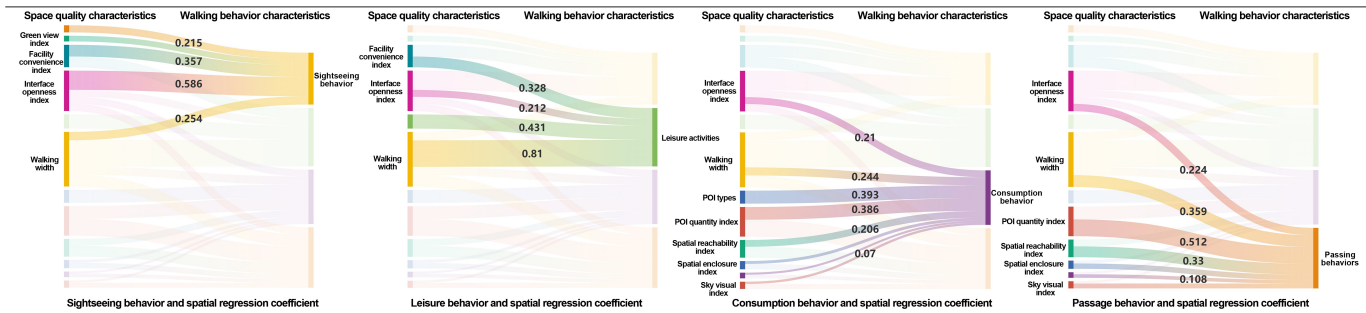 Space quality characteristics Walking behavior characteristics
Green view
index
Facility
convenience
index
Interface
openness
index
Walking
width
0.215
0.357
0.586
0.254
Sightseeing
behavior
Sightseeing behavior and spatial regression coefficient
Space quality characteristics Walking behavior characteristics
Facility
convenience
index
Interface
openness
index
Walking
width
0.328
0.212
0.431
0.81
Leisure activities
Leisure behavior and spatial regression coefficient
Space quality characteristics Walking behavior characteristics
Interface
openness
index
Walking
width
POI types
POI quantity index
Spatial reachability
index
Spatial enclosure
index
Sky visual
index
0.21
0.244
0.393
0.386
0.206
0.07
Consumption
behavior
Consumption behavior and spatial regression coefficient
Space quality characteristics Walking behavior characteristics
Interface
openness
index
Walking
width
POI quantity index
Spatial reachability
index
Spatial enclosure
index
Sky visual
index
0.224
0.359
0.512
0.33
0.108
Passing
behaviors
Passage behavior and spatial regression coefficient